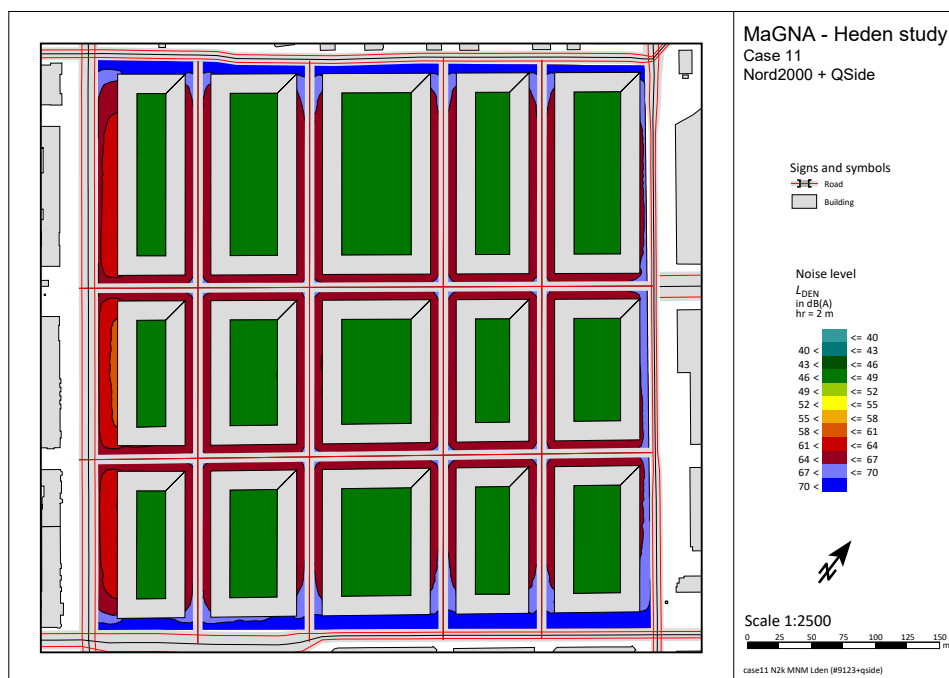 MaGNA - Heden study
Case 11
Nord2000 + QSide
Signs and symbols
Road
Building
Noise level
LDEN
in dB(A)
hr = 2 m
<= 40
40 < <= 43
43 < <= 46
46 < <= 49
49 < <= 52
52 < <= 55
55 < <= 58
58 < <= 61
61 < <= 64
64 < <= 67
67 < <= 70
70 <
N
Scale 1:2500
0 25 50 75 100 125 150
m
case11 N2k MNM Lden (#9123+qside)